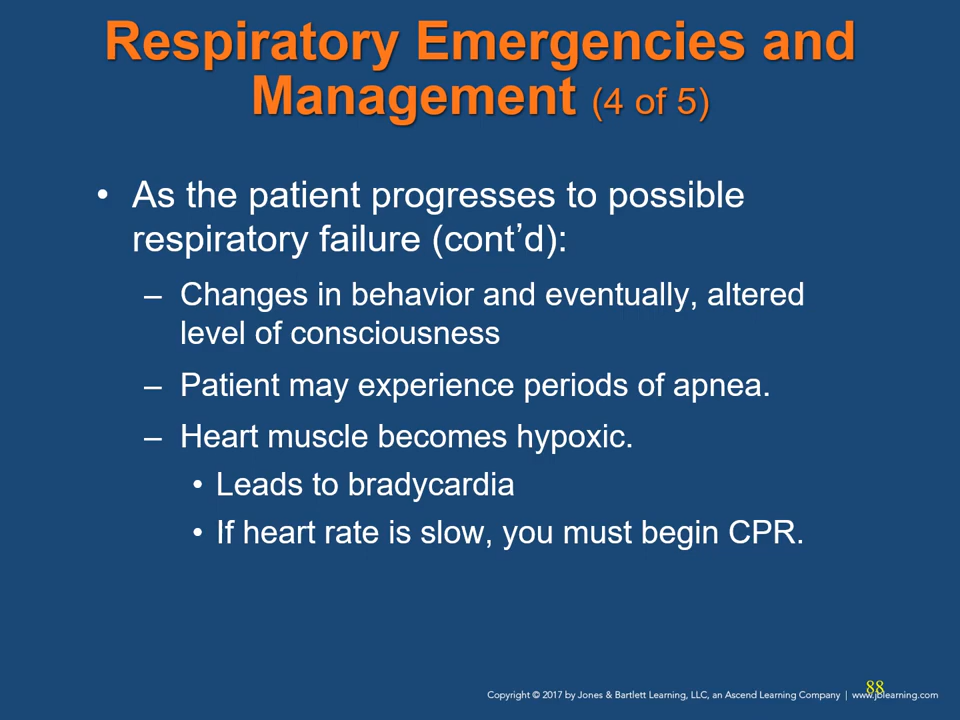 Respiratory Emergencies and
Management (4 of 5)
• As the patient progresses to possible
respiratory failure (cont’d):
– Changes in behavior and eventually, altered
level of consciousness
– Patient may experience periods of apnea.
– Heart muscle becomes hypoxic.
• Leads to bradycardia
• If heart rate is slow, you must begin CPR.
88
Copyright © 2017 by Jones & Bartlett Learning, LLC, an Ascend Learning Company | www.jblearning.com